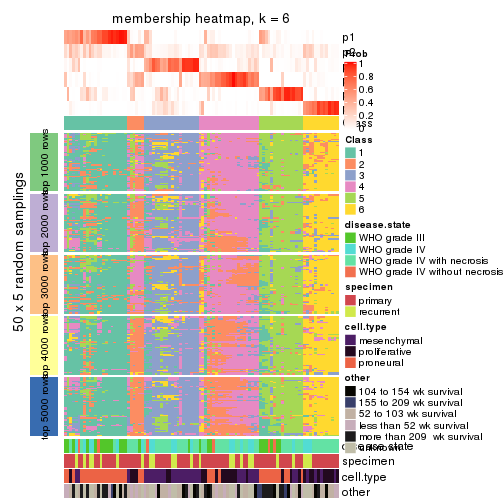 membership heatmap, k = 6
p1
Prob
1
0.8
0.6
0.4
0.2
0
Class
Class
1
2
3
4
5
6
disease.state
WHO grade III
WHO grade IV
WHO grade IV with necrosis
WHO grade IV without necrosis
specimen
primary
recurrent
cell.type
mesenchymal
proliferative
proneural
other
104 to 154 wk survival
155 to 209 wk survival
52 to 103 wk survival
less than 52 wk survival
more than 209 wk survival
unknown
disease.state
specimen
cell.type
other
50 x 5 random samplings
top 1000 rows
top 2000 rows
top 3000 rows
top 4000 rows
top 5000 rows